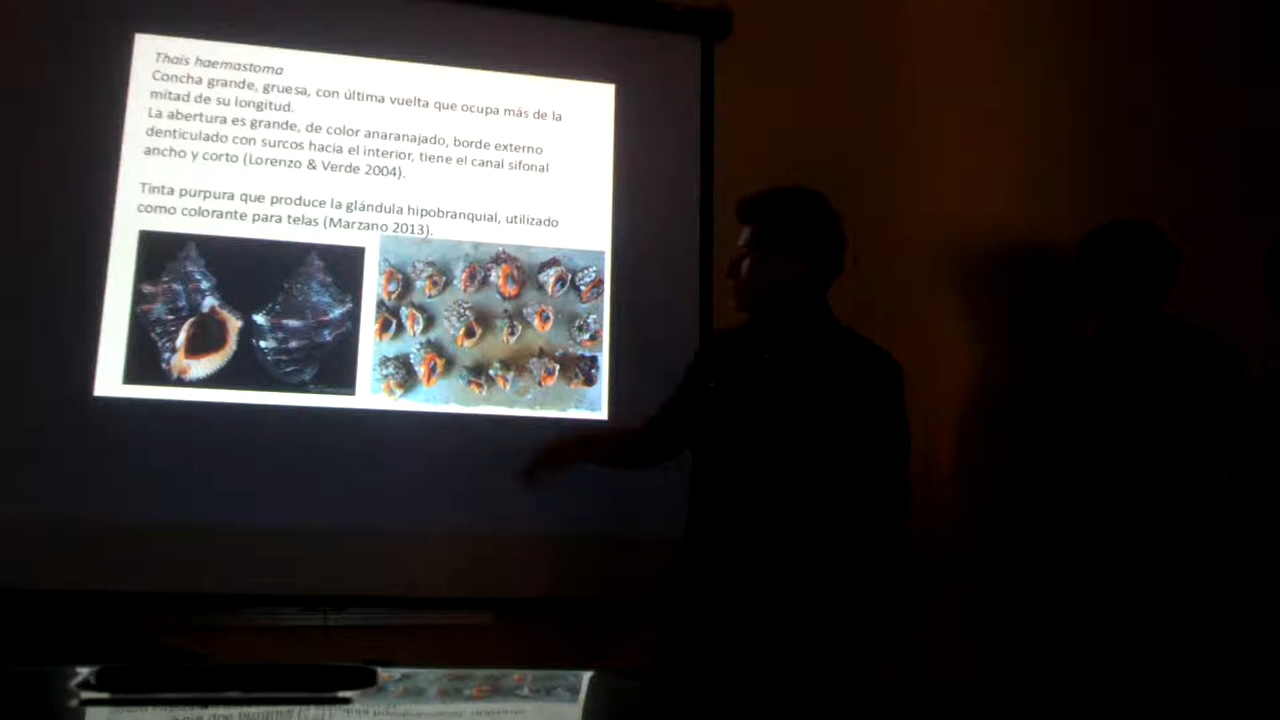 Thais haemastoma
Concha grande, gruesa, con última vuelta que ocupa más de la
mitad de su longitud.
La abertura es grande, de color anaranajado, borde externo
denticulado con surcos hacia el interior, tiene el canal sifonal
ancho y corto (Lorenzo & Verde 2004).
Tinta purpura que produce la glándula hipobranquial, utilizado
como colorante para telas (Marzano 2013).